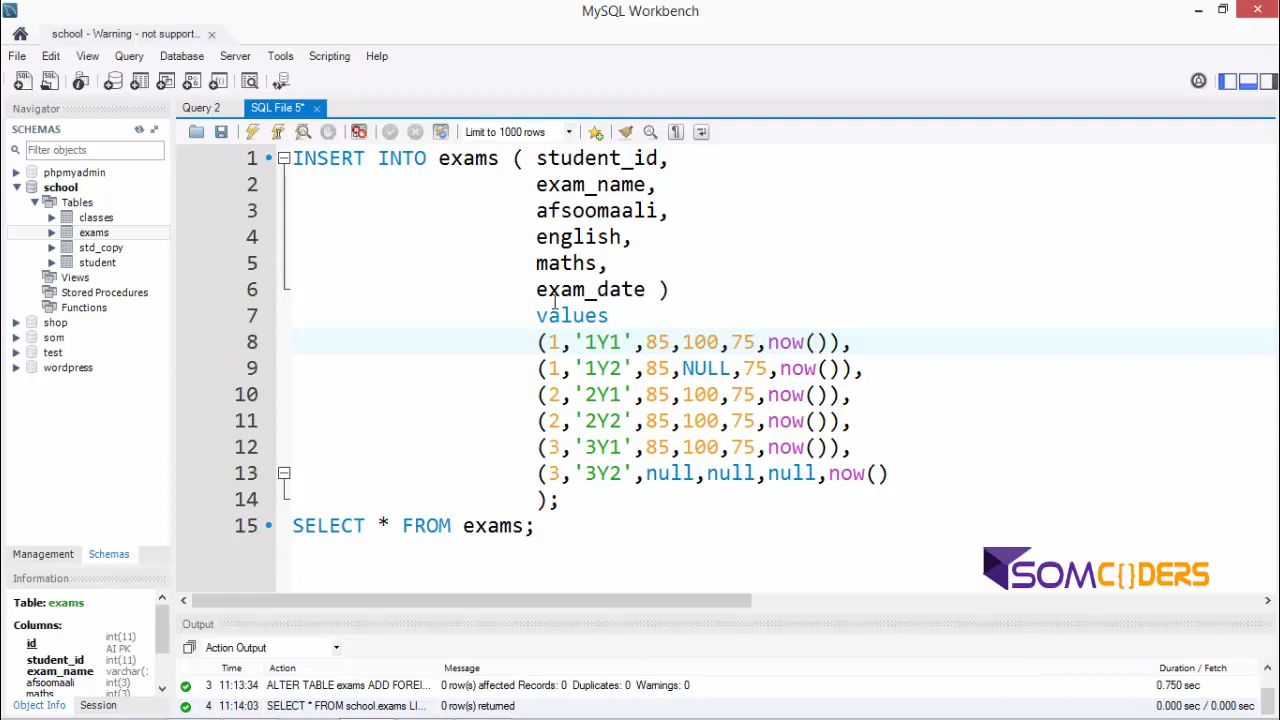 MySQL Workbench
school - Warning - not support...
File Edit View Query Database Server Tools Scripting Help
Navigator
Query 2
SQL File 5*
SCHEMAS
Limit to 1000 rows
Filter objects
phpmyadmin
school
Tables
classes
exams
std_copy
student
Views
Stored Procedures
Functions
shop
som
test
wordpress
1 INSERT INTO exams ( student_id,
2 exam_name,
3 afsoomaali,
4 english,
5 maths,
6 exam_date )
7 values
8 (1,'1Y1',85,100,75,now()),
9 (1,'1Y2',85,NULL,75,now()),
10 (2,'2Y1',85,100,75,now()),
11 (2,'2Y2',85,100,75,now()),
12 (3,'3Y1',85,100,75,now()),
13 (3,'3Y2',null,null,null,now()
14 );
15 SELECT * FROM exams;
SOMC{}DERS
Management Schemas
Information
Table: exams
Columns:
id int(11)
AI PK
student_id int(11)
exam_name varchar(:
afsoomaali int(3)
maths int(3)
Object Info Session
Output
Action Output
Time Action Message Duration / Fetch
3 11:13:34 ALTER TABLE exams ADD FOREI... 0 row(s) affected Records: 0 Duplicates: 0 Warnings: 0 0.750 sec
4 11:14:03 SELECT * FROM school.exams LI... 0 row(s) returned 0.000 sec / 0.000 sec